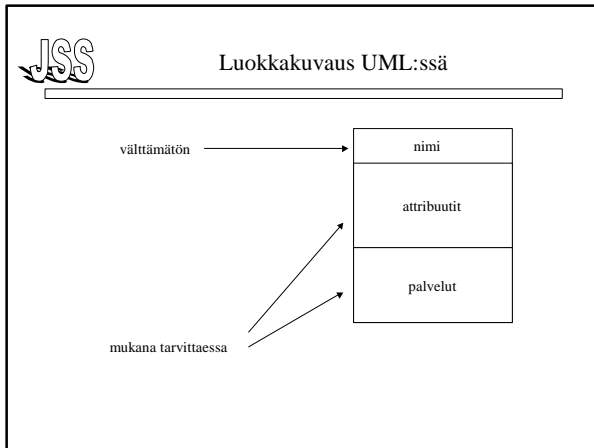 JSS
Luokkakuvaus UML:ssä
välttämätön
nimi
attribuutit
palvelut
mukana tarvittaessa